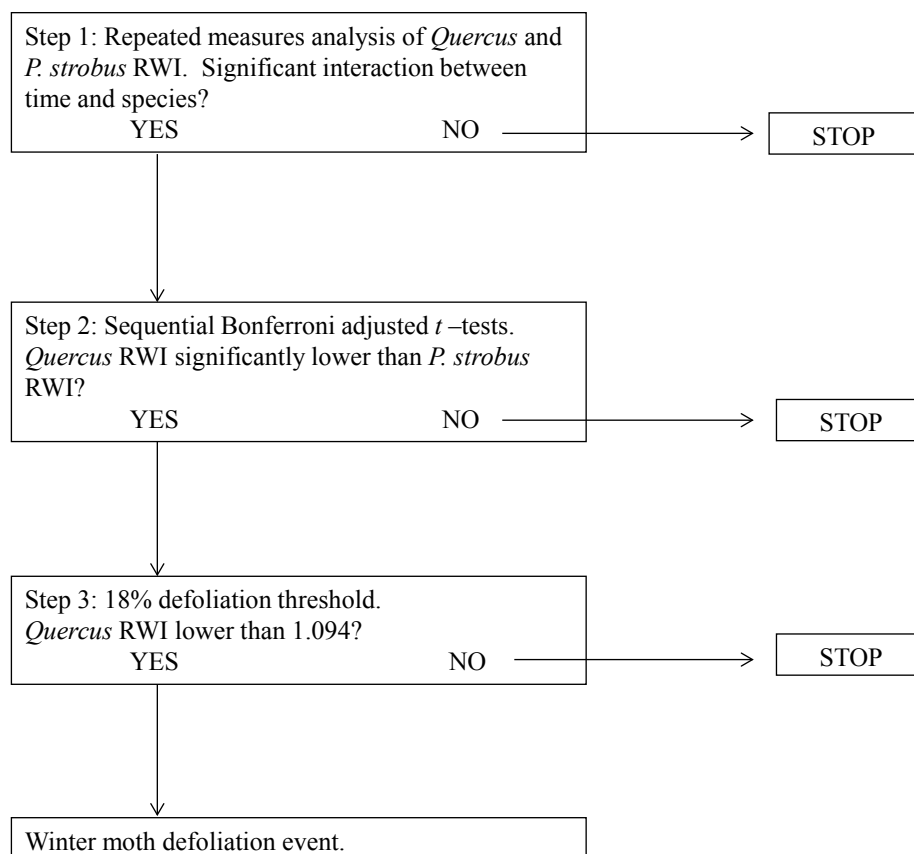 Step 1: Repeated measures analysis of Quercus and
P. strobus RWI.  Significant interaction between
time and species?
YES NO STOP
Step 2: Sequential Bonferroni adjusted t –tests.
Quercus RWI significantly lower than P. strobus
RWI?
YES NO STOP
Step 3: 18% defoliation threshold.
Quercus RWI lower than 1.094?
YES NO STOP
Winter moth defoliation event.